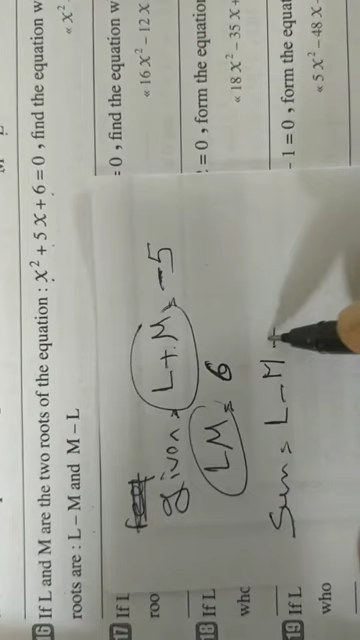 16 If L and M are the two roots of the equation : x² + 5 x + 6 = 0 , find the equation w
roots are : L – M and M – L
« x²
17 If L
= 0 , find the equation w
roo
« 16 x² – 12 x
18 If L
= 0 , form the equation
who
« 18 x² – 35 x +
19 If L
– 1 = 0 , form the equat
who
« 5 x² – 48 x –
given = L + M = -5
LM = 6
Sum = L - M +